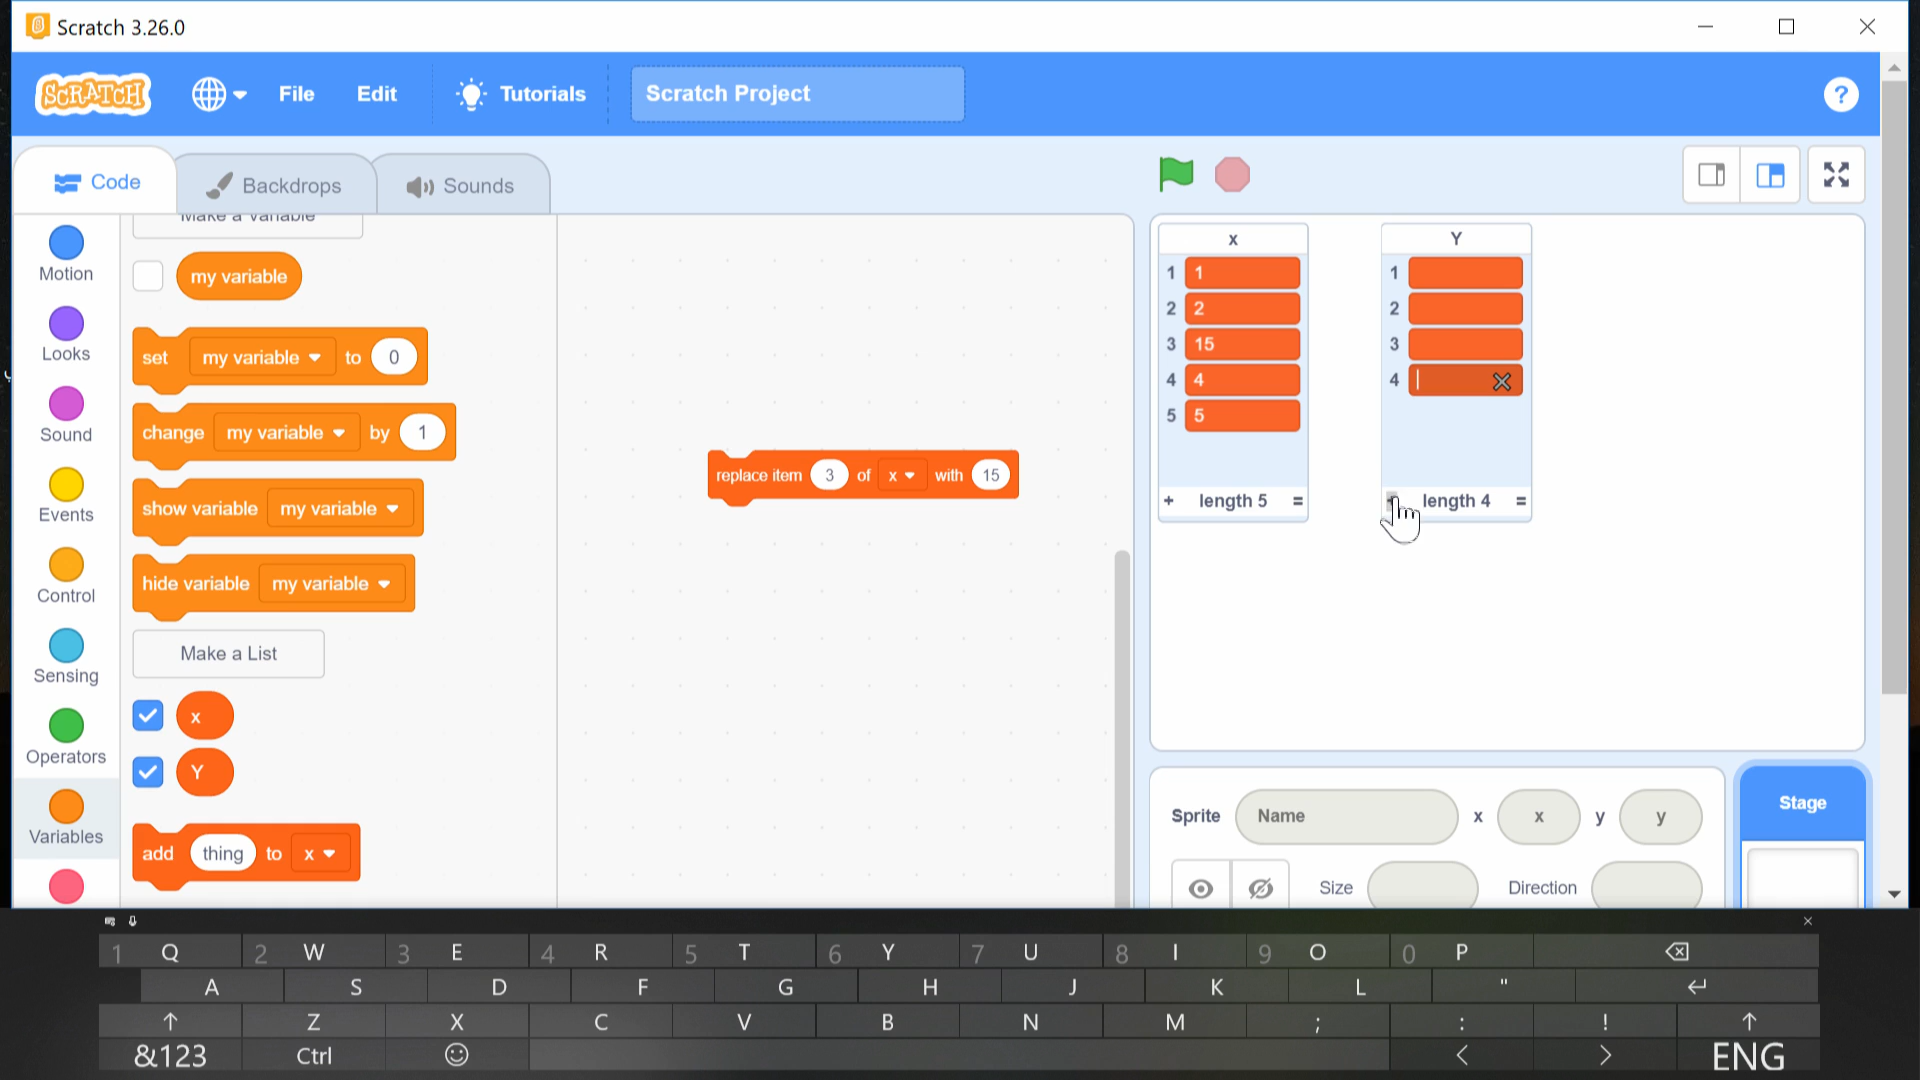 Scratch 3.26.0
SCRATCH
File
Edit
Tutorials
Scratch Project
?
Code
Backdrops
Sounds
Motion
Looks
Sound
Events
Control
Sensing
Operators
Variables
Make a Variable
my variable
set my variable to 0
change my variable by 1
show variable my variable
hide variable my variable
Make a List
x
Y
add thing to x
replace item 3 of x with 15
x
1 1
2 2
3 15
4 4
5 5
+ length 5 =
Y
1
2
3
4
length 4 =
Sprite Name x x y y
Size Direction
Stage
1 Q 2 W 3 E 4 R 5 T 6 Y 7 U 8 I 9 O 0 P
A S D F G H J K L "
Z X C V B N M ; : !
&123 Ctrl < > ENG